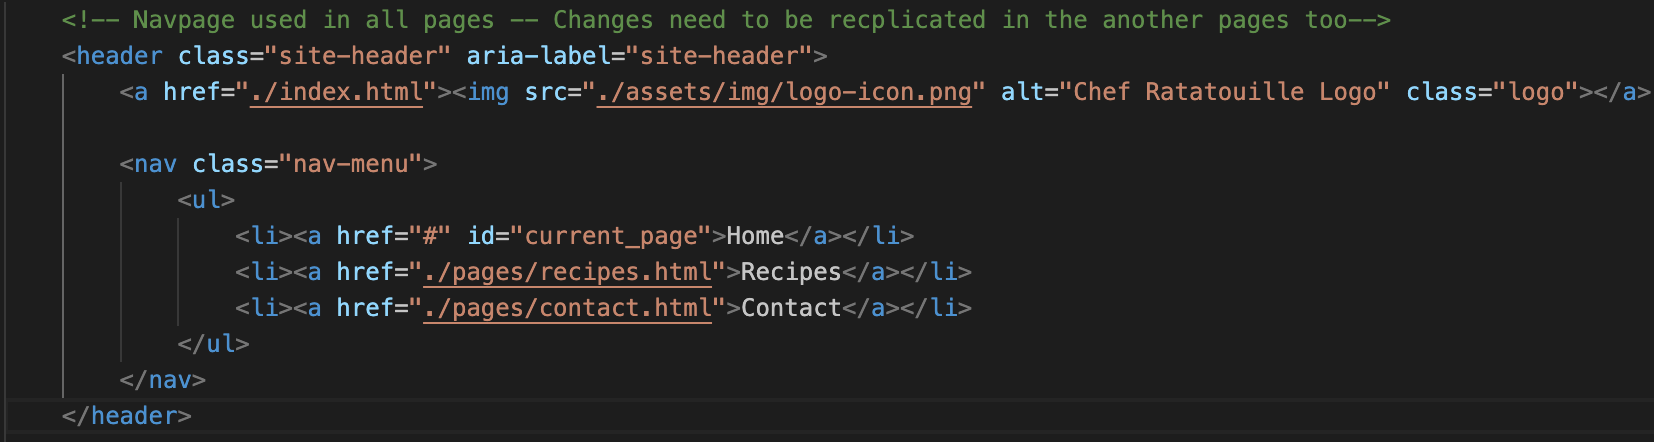 <!-- Navpage used in all pages -- Changes need to be recplicated in the another pages too-->
<header class="site-header" aria-label="site-header">
<a href="./index.html"><img src="./assets/img/logo-icon.png" alt="Chef Ratatouille Logo" class="logo"></a>
<nav class="nav-menu">
<ul>
<li><a href="#" id="current_page">Home</a></li>
<li><a href="./pages/recipes.html">Recipes</a></li>
<li><a href="./pages/contact.html">Contact</a></li>
</ul>
</nav>
</header>